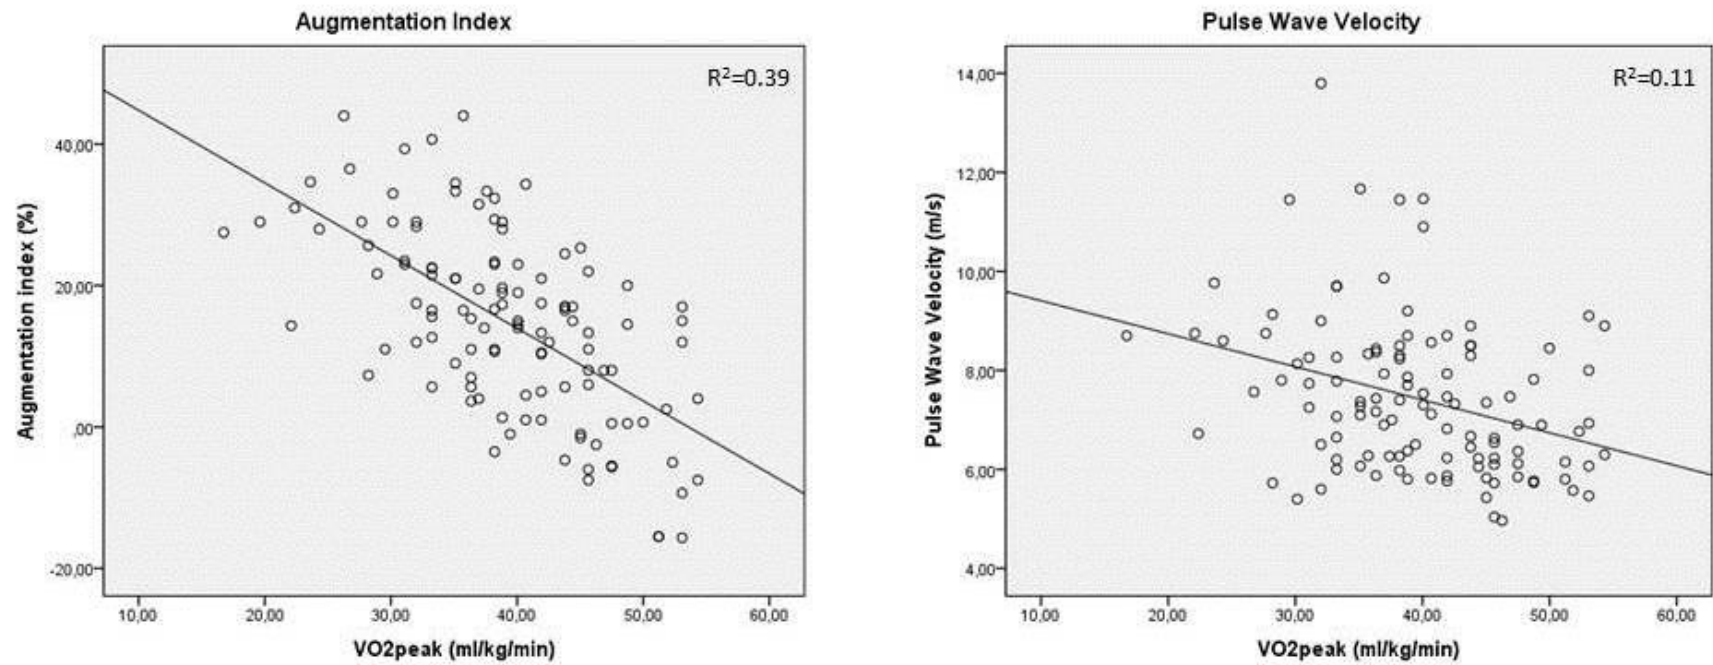 Augmentation Index
R²=0.39
40,00
20,00
,00
-20,00
Augmentation index (%)
10,00 20,00 30,00 40,00 50,00 60,00
VO2peak (ml/kg/min)
Pulse Wave Velocity
R²=0.11
14,00
12,00
10,00
8,00
6,00
4,00
Pulse Wave Velocity (m/s)
10,00 20,00 30,00 40,00 50,00 60,00
VO2peak (ml/kg/min)